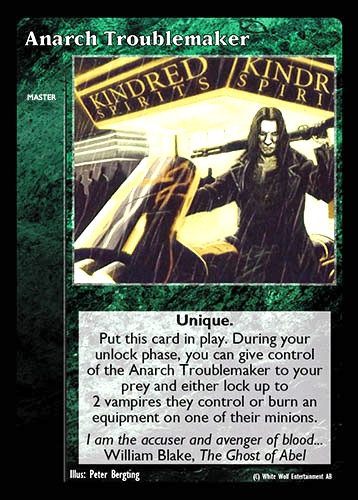 Anarch Troublemaker
KINDRED
SPIRITS
KINDR
SPIRI
MASTER
Unique.
Put this card in play. During your
unlock phase, you can give control
of the Anarch Troublemaker to your
prey and either lock up to
2 vampires they control or burn an
equipment on one of their minions.
I am the accuser and avenger of blood...
William Blake, The Ghost of Abel
Illus: Peter Bergting
(C) White Wolf Entertainment AB